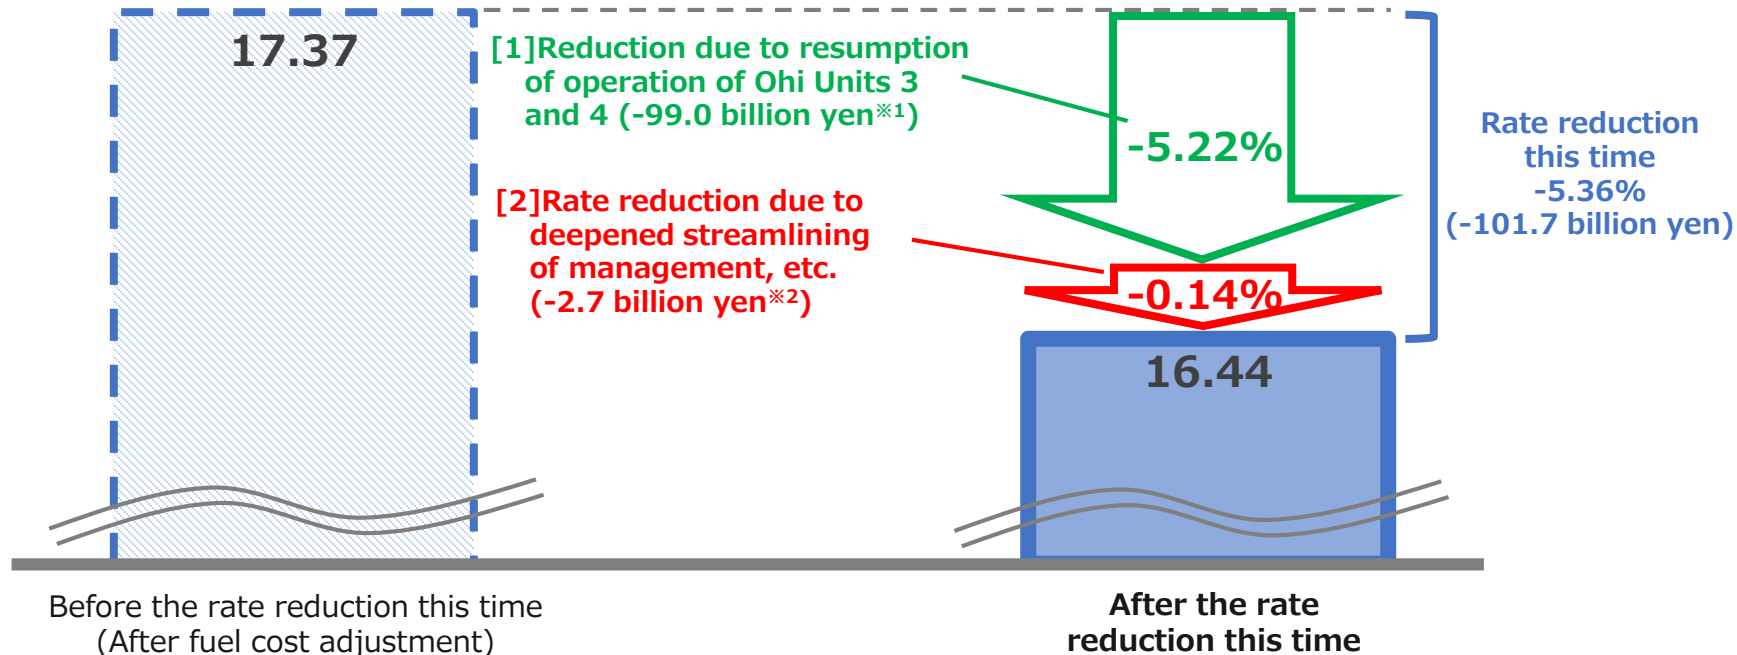 17.37
[1]Reduction due to resumption
of operation of Ohi Units 3
and 4 (-99.0 billion yen※1)
-5.22%
[2]Rate reduction due to
deepened streamlining
of management, etc.
(-2.7 billion yen※2)
-0.14%
Rate reduction
this time
-5.36%
(-101.7 billion yen)
16.44
Before the rate reduction this time
(After fuel cost adjustment)
After the rate
reduction this time